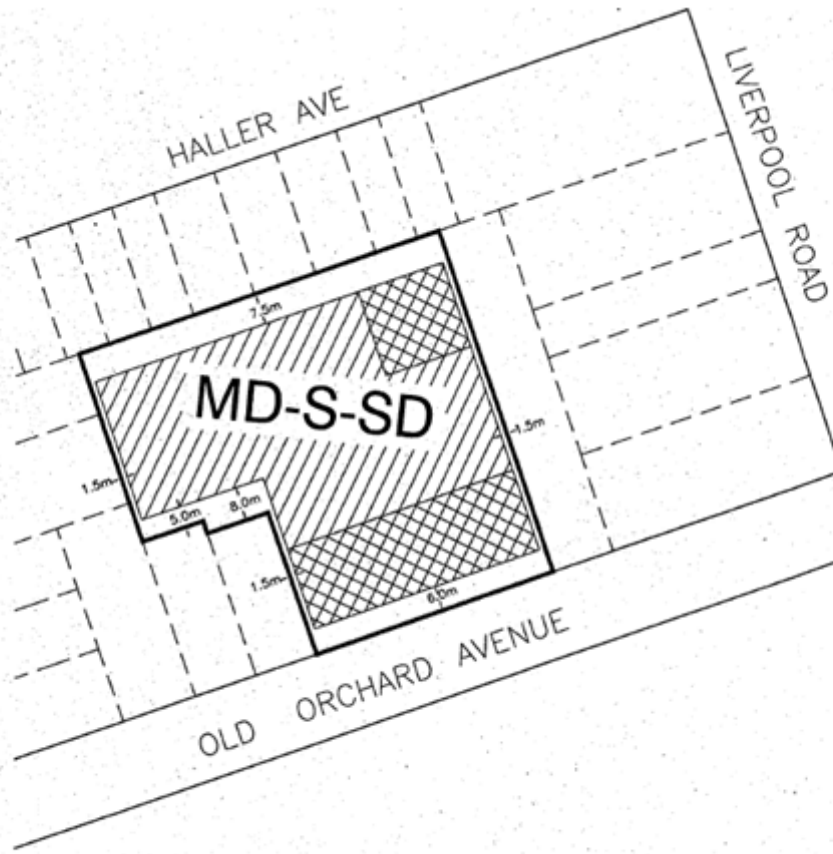 HALLER AVE
LIVERPOOL ROAD
7.5m
MD-S-SD
1.5m
1.5m
5.0m
8.0m
1.5m
6.0m
OLD ORCHARD AVENUE